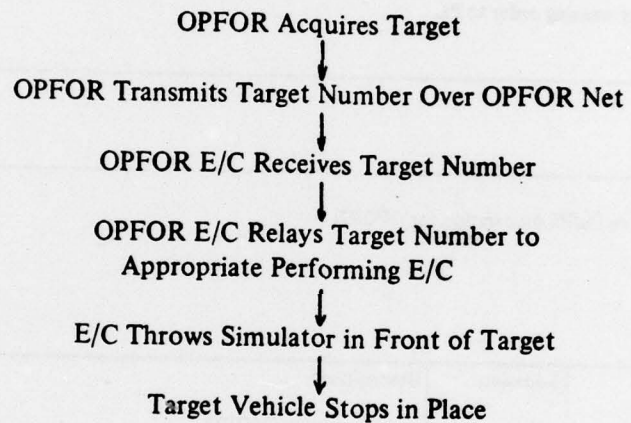 OPFOR Acquires Target
OPFOR Transmits Target Number Over OPFOR Net
OPFOR E/C Receives Target Number
OPFOR E/C Relays Target Number to
Appropriate Performing E/C
E/C Throws Simulator in Front of Target
Target Vehicle Stops in Place